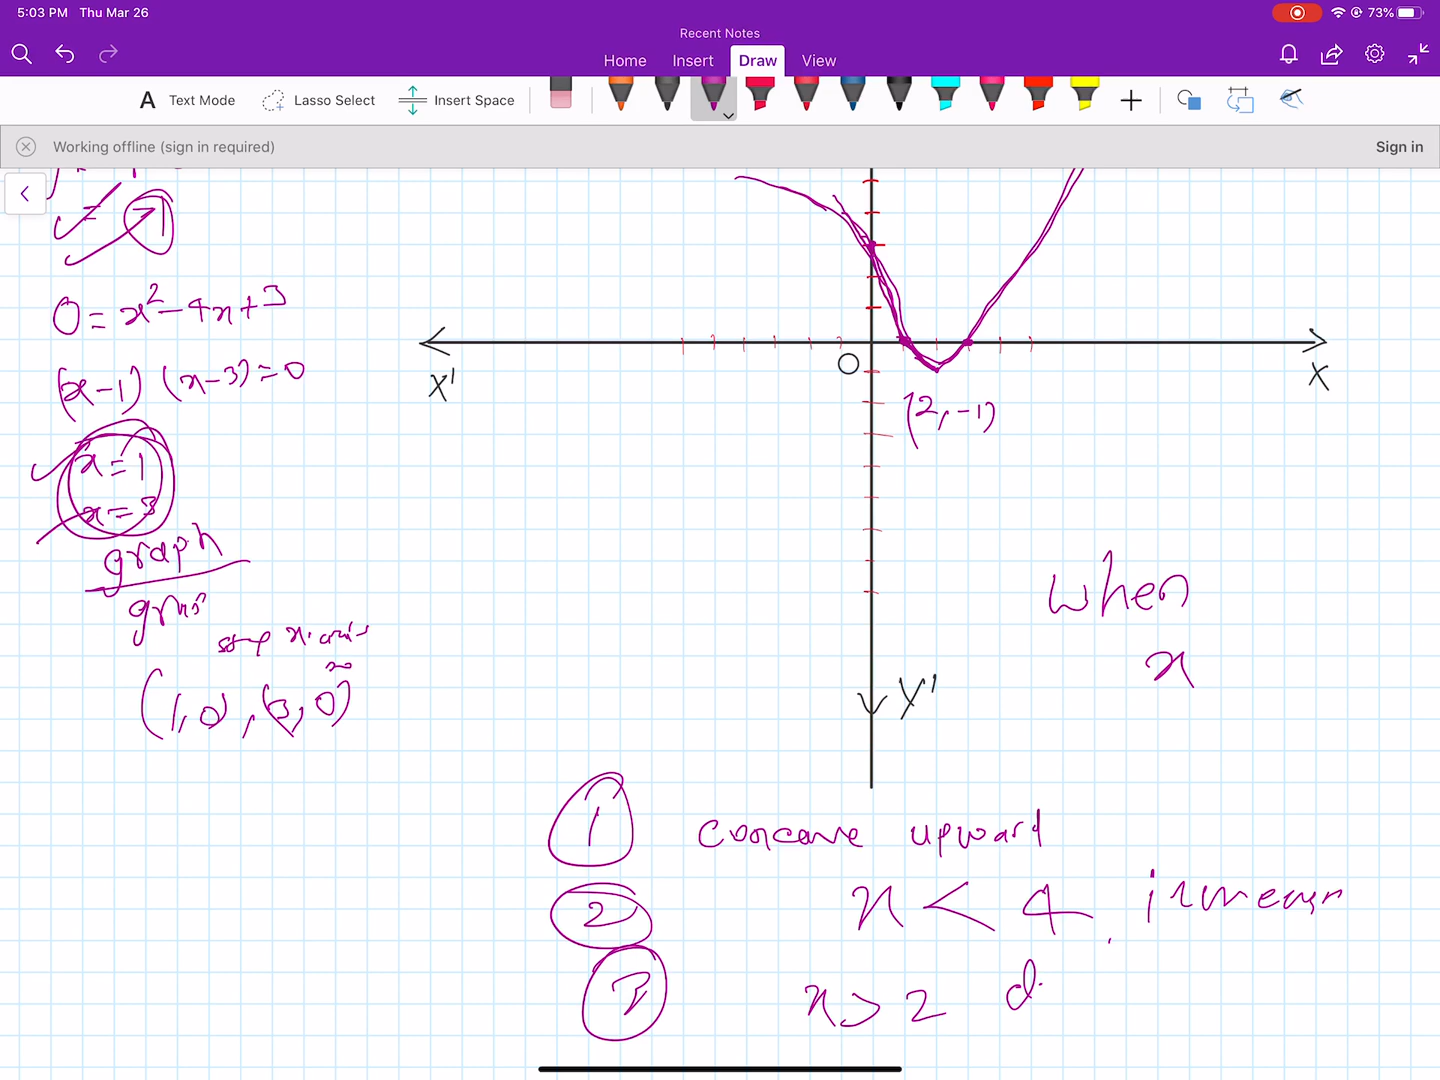 5:03 PM Thu Mar 26
73%
Recent Notes
Home Insert Draw View
A Text Mode Lasso Select Insert Space
Working offline (sign in required)
Sign in
0 = x² - 4x + 3
(x-1) (x-3) = 0
x = 1
x = 3
graph
(1, 0), (3, 0)
O
X'
X
(2, -1)
when
x
Y'
1 concave upward
2 x < 4
3 x > 2 d